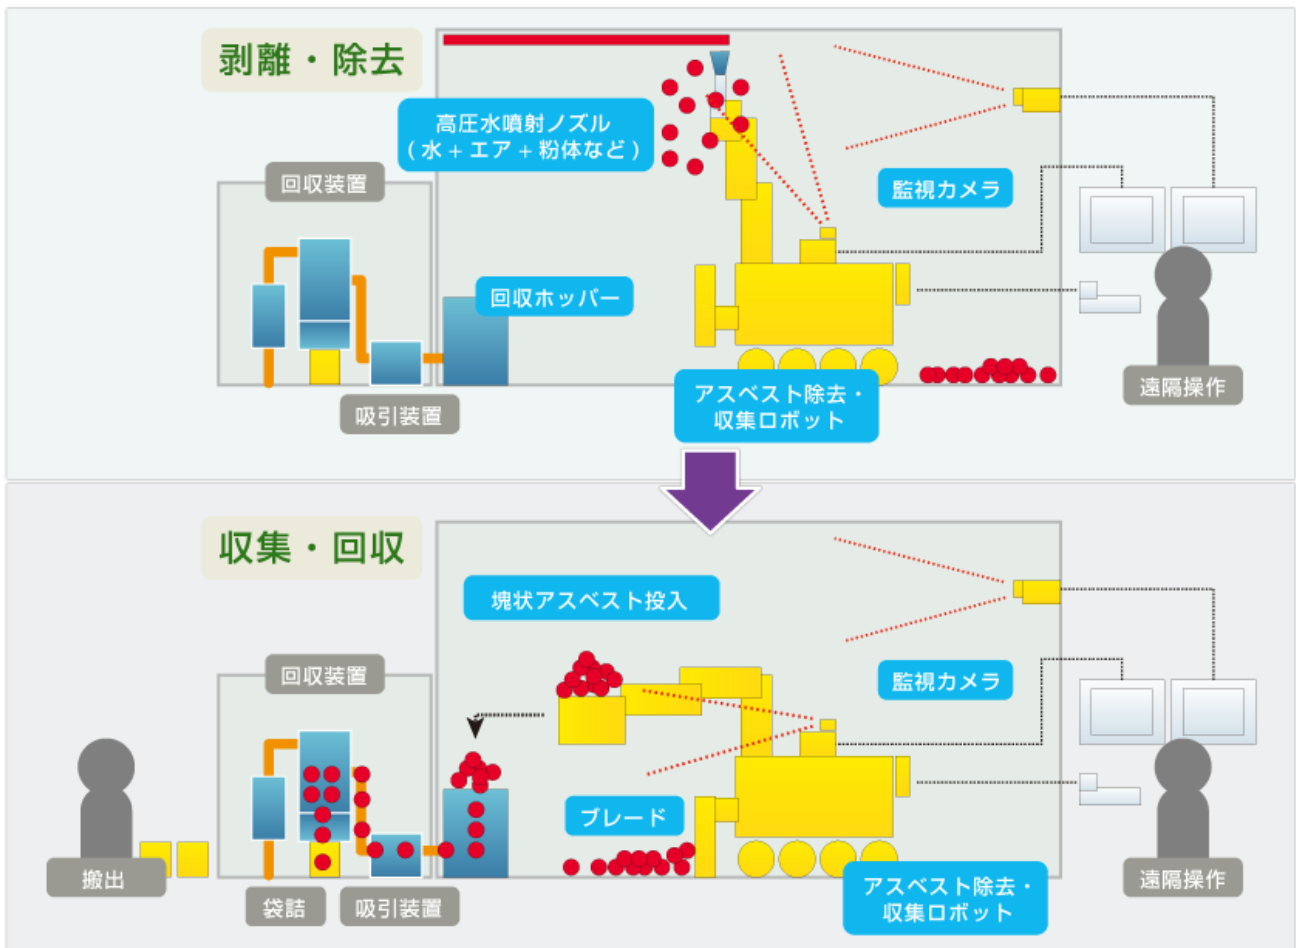 剥離・除去
高圧水噴射ノズル
(水+エア+粉体など)
回収装置
監視カメラ
回収ホッパー
アスベスト除去・
収集ロボット
遠隔操作
吸引装置
収集・回収
塊状アスベスト投入
回収装置
監視カメラ
ブレード
搬出
袋詰
吸引装置
アスベスト除去・
収集ロボット
遠隔操作